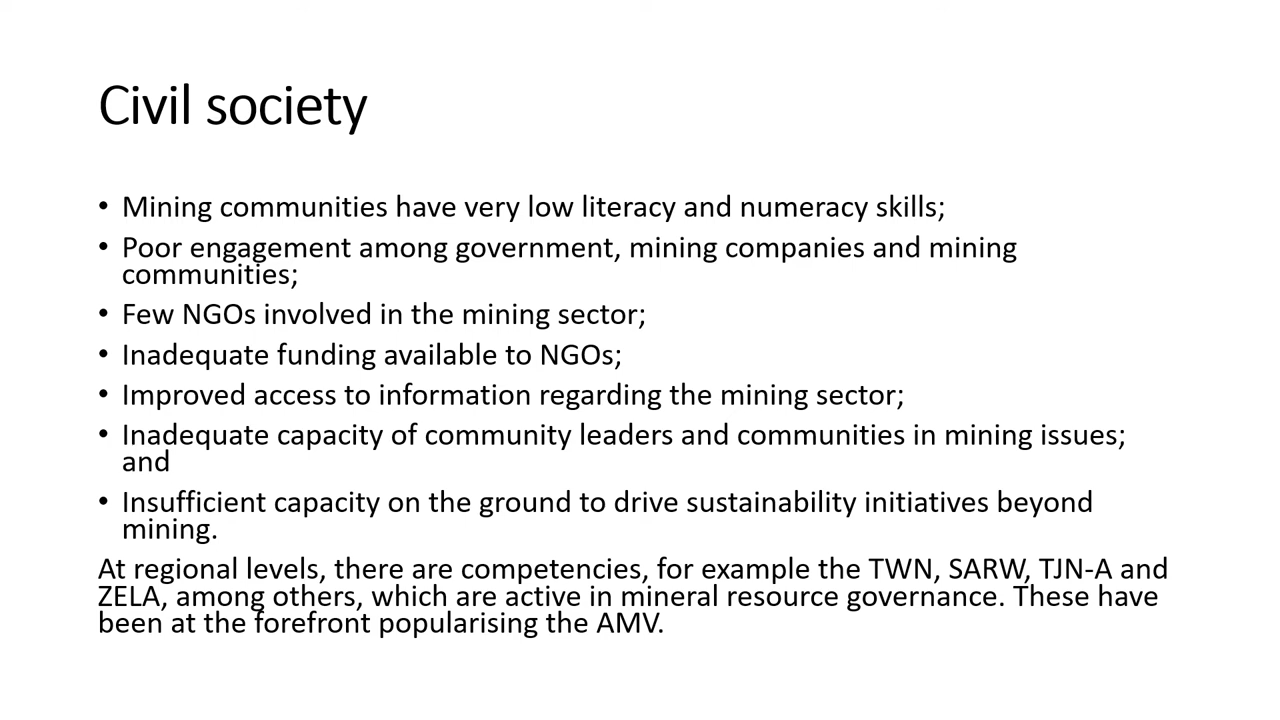 Civil society
• Mining communities have very low literacy and numeracy skills;
• Poor engagement among government, mining companies and mining
communities;
• Few NGOs involved in the mining sector;
• Inadequate funding available to NGOs;
• Improved access to information regarding the mining sector;
• Inadequate capacity of community leaders and communities in mining issues;
and
• Insufficient capacity on the ground to drive sustainability initiatives beyond
mining.
At regional levels, there are competencies, for example the TWN, SARW, TJN-A and
ZELA, among others, which are active in mineral resource governance. These have
been at the forefront popularising the AMV.